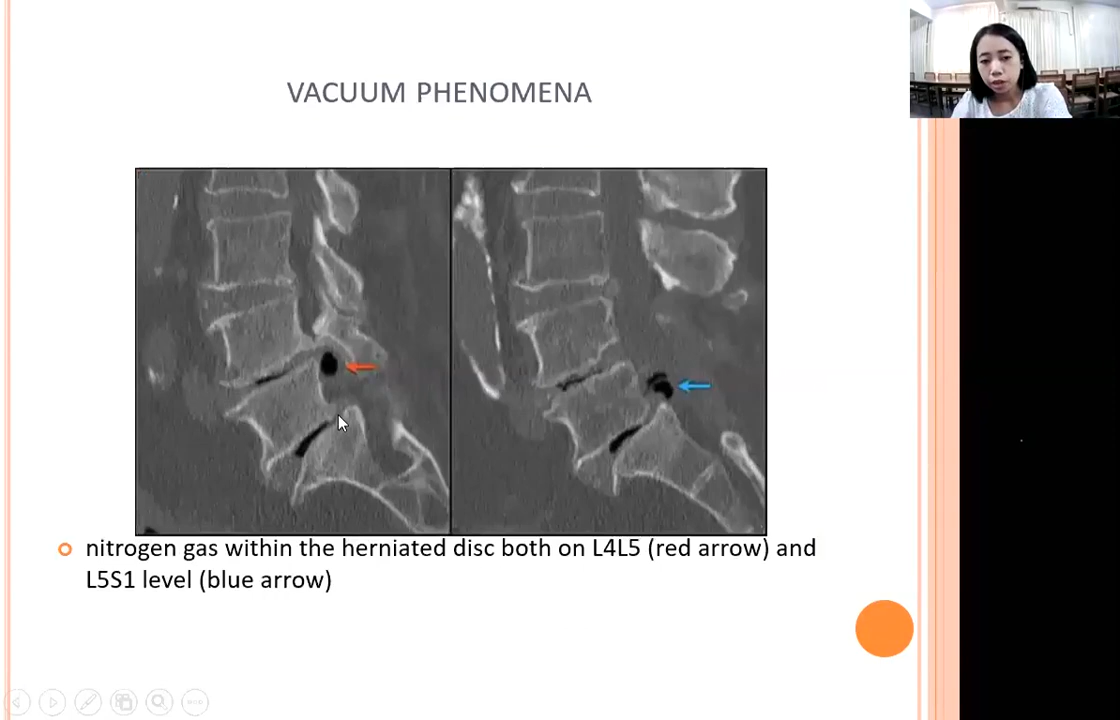 VACUUM PHENOMENA
nitrogen gas within the herniated disc both on L4L5 (red arrow) and
L5S1 level (blue arrow)